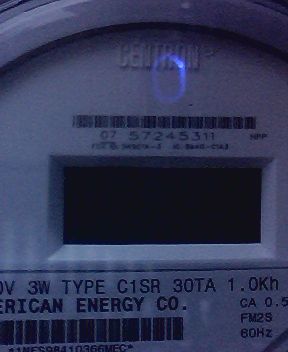 CENTRON®
07 57245311
0V 3W TYPE C1SR 30TA 1.0Kh
ERICAN ENERGY CO.
CA 0.5
FM2S
60Hz